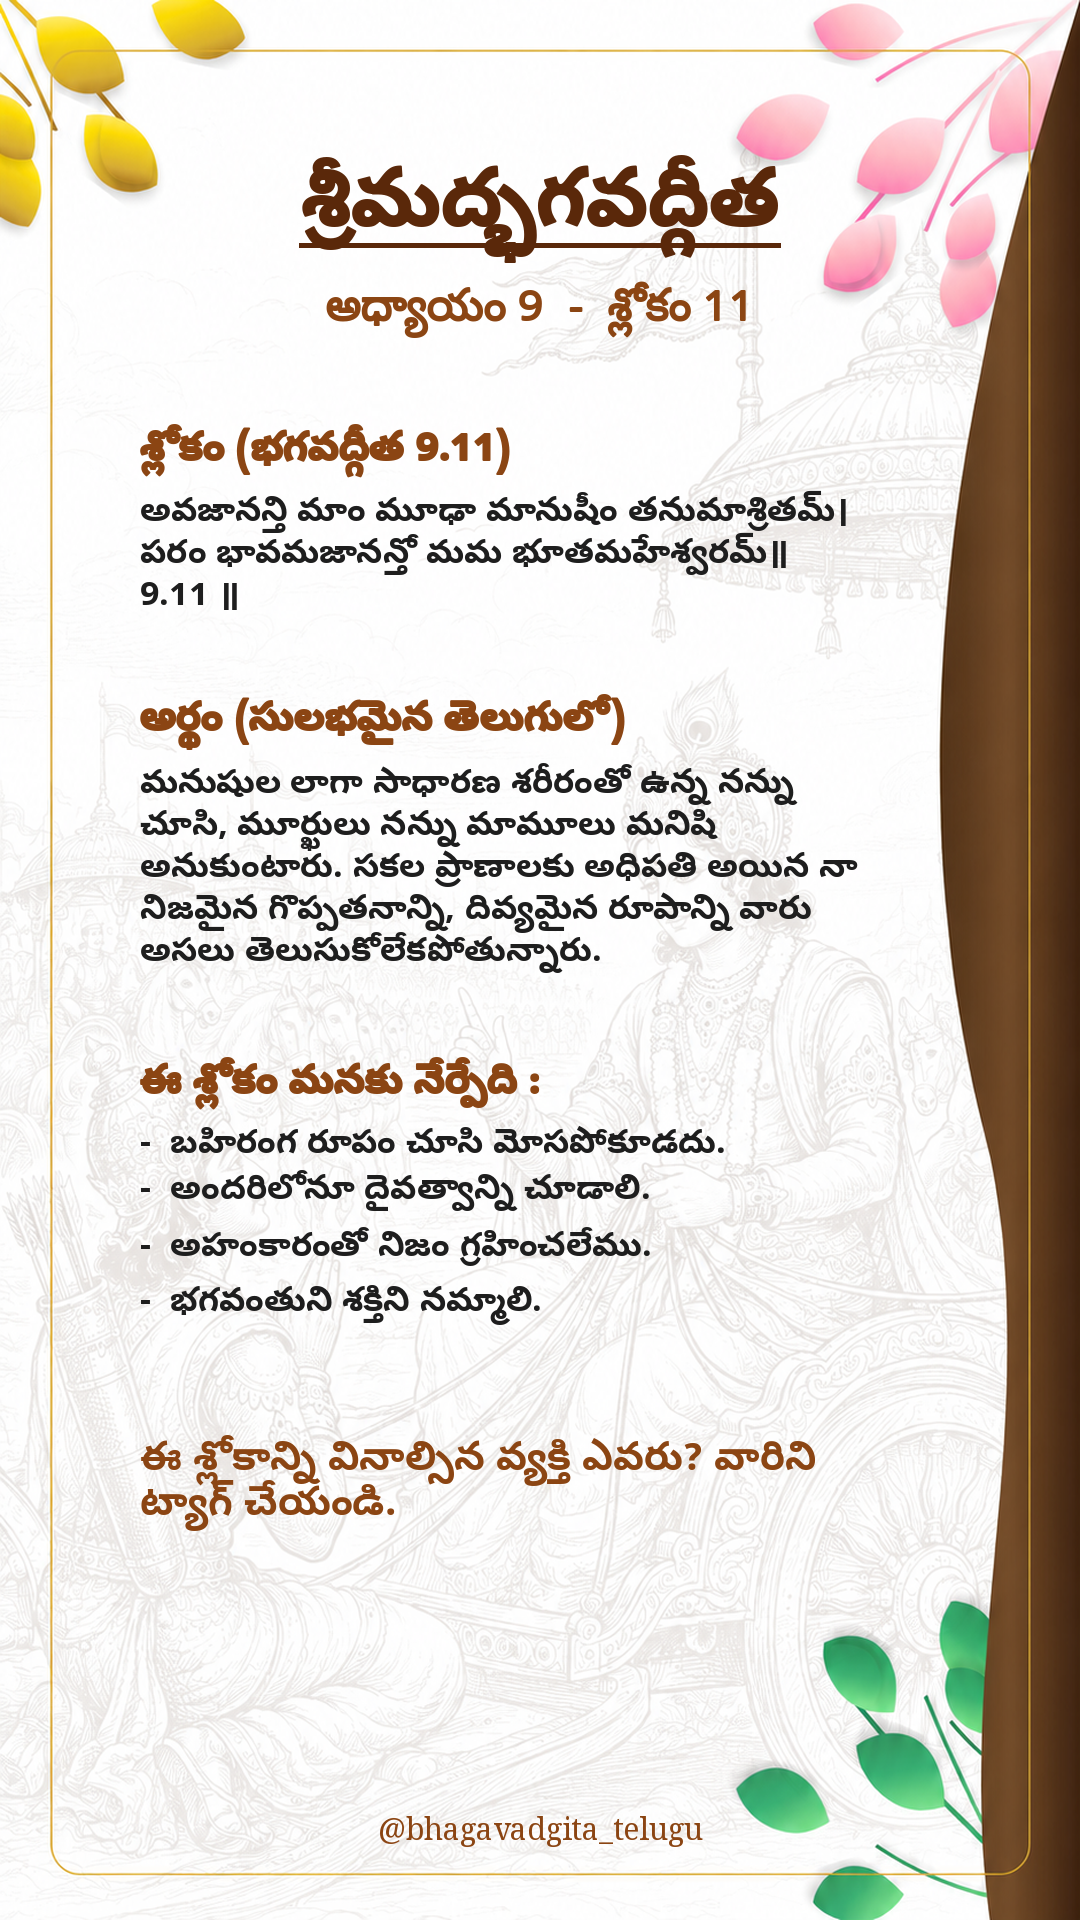 శ్రీమద్భగవద్గీత
అధ్యాయం 9 - శ్లోకం 11
శ్లోకం (భగవద్గీత 9.11)
అవజానన్తి మాం మూఢా మానుషీం తనుమాశ్రితమ్।
పరం భావమజానన్తో మమ భూతమహేశ్వరమ్॥
9.11 ॥
అర్థం (సులభమైన తెలుగులో)
మనుషుల లాగా సాధారణ శరీరంతో ఉన్న నన్ను
చూసి, మూర్ఖులు నన్ను మామూలు మనిషి
అనుకుంటారు. సకల ప్రాణాలకు అధిపతి అయిన నా
నిజమైన గొప్పతనాన్ని, దివ్యమైన రూపాన్ని వారు
అసలు తెలుసుకోలేకపోతున్నారు.
ఈ శ్లోకం మనకు నేర్పేది :
- బహిరంగ రూపం చూసి మోసపోకూడదు.
- అందరిలోనూ దైవత్వాన్ని చూడాలి.
- అహంకారంతో నిజం గ్రహించలేము.
- భగవంతుని శక్తిని నమ్మాలి.
ఈ శ్లోకాన్ని వినాల్సిన వ్యక్తి ఎవరు? వారిని
ట్యాగ్ చేయండి.
@bhagavadgita_telugu